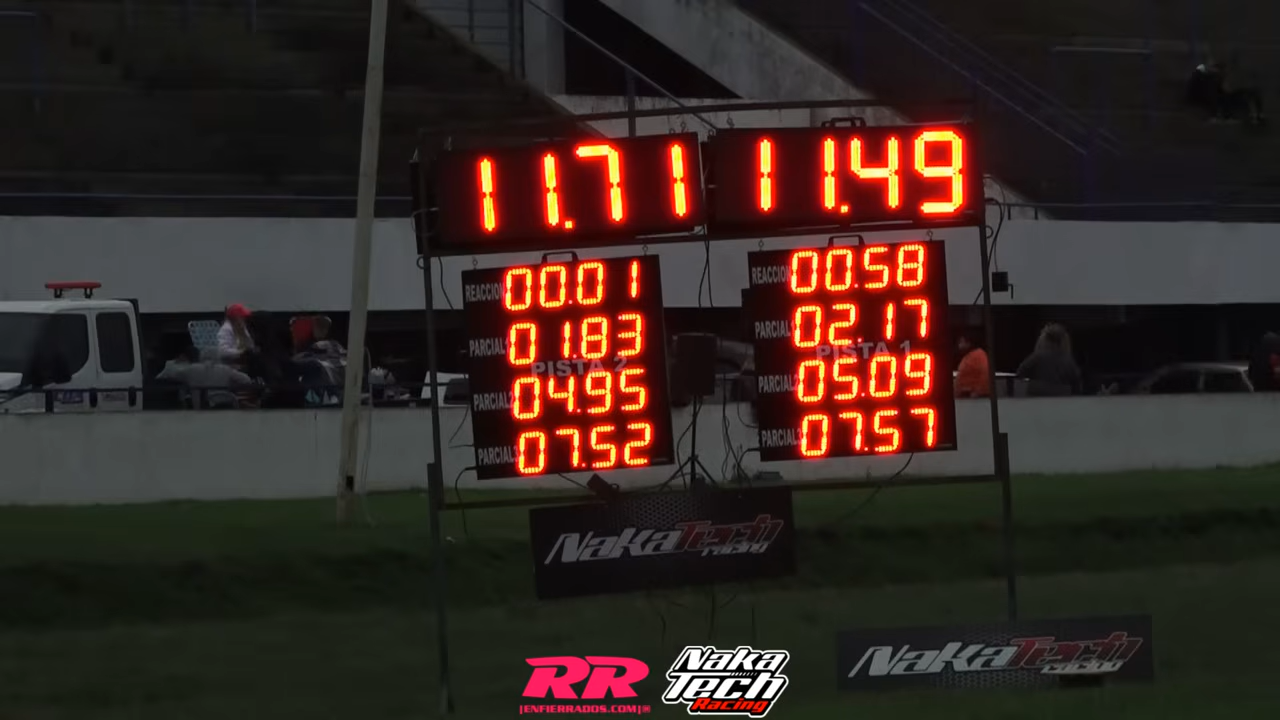 11.71
11.49
REACCION 00.01
PARCIAL 01.83
PISTA 2
PARCIAL2 04.95
PARCIAL3 07.52
REACCION 00.58
PARCIAL 02.17
PISTA 1
PARCIAL2 05.09
PARCIAL3 07.57
NAKATECH
RACING
NAKATECH
RACING
RR
[ENFIERRADOS.COM]®
NAKA
TECH
Racing